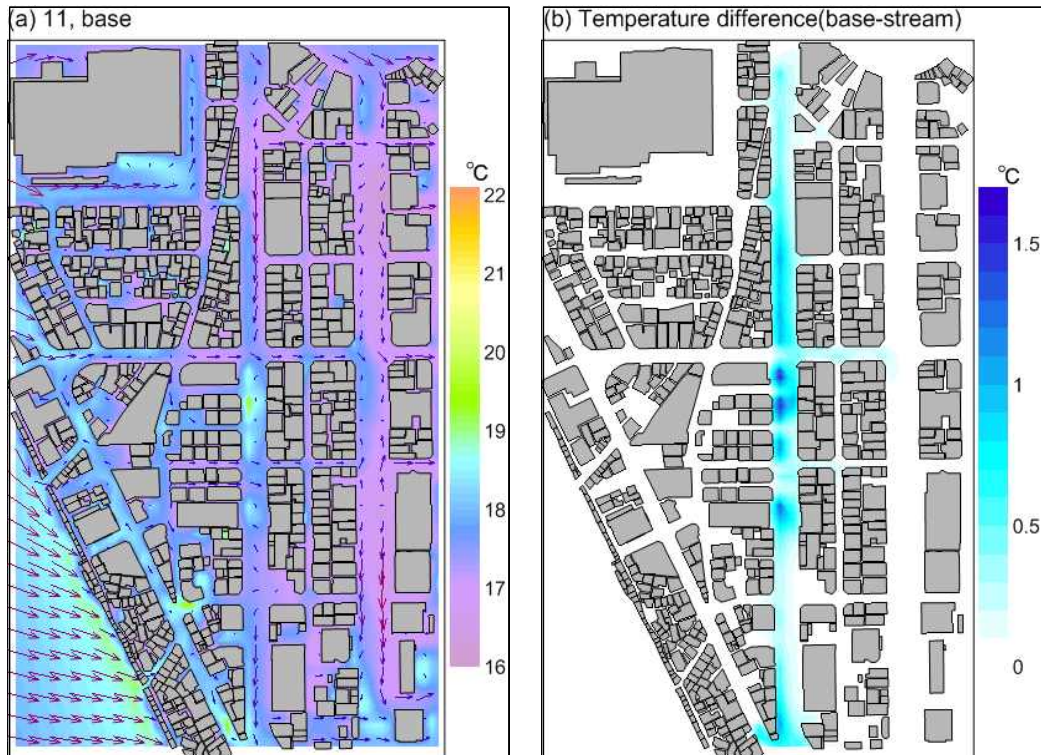 (a) 11, base
(b) Temperature difference(base-stream)
°C
22
21
20
19
18
17
16
°C
1.5
1
0.5
0